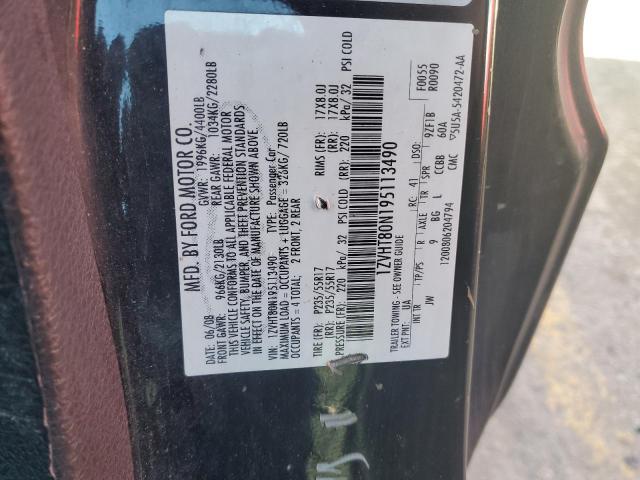 MFD. BY FORD MOTOR CO.
DATE: 06/08 GVWR: 1996KG/4400LB
FRONT GAWR: 966KG/2130LB REAR GAWR: 1034KG/2280LB
THIS VEHICLE CONFORMS TO ALL APPLICABLE FEDERAL MOTOR
VEHICLE SAFETY, BUMPER, AND THEFT PREVENTION STANDARDS
IN EFFECT ON THE DATE OF MANUFACTURE SHOWN ABOVE.
VIN: 1ZVHT80N195113490 TYPE: Passenger Car
MAXIMUM LOAD = OCCUPANTS + LUGGAGE = 326KG/720LB
OCCUPANTS = 4 TOTAL: 2 FRONT, 2 REAR
TIRE (FR): P235/55R17 RIMS (FR): 17X8.0J
(RR): P235/55R17 (RR): 17X8.0J
PRESSURE (FR): 220 kPa/ 32 PSI COLD (RR): 220 kPa/ 32 PSI COLD
1ZVHT80N195113490
TRAILER TOWING - SEE OWNER GUIDE
EXT PNT: UA RC: 41 DSO: F0055
R0090
INT TR TP/PS R AXLE TR SPR
JW 9 BG L CCBB 9ZF1B
60A
1200806204794 CMC 5U5A-5420472-AA